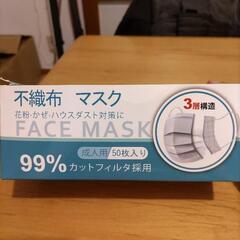 不織布 マスク
花粉・かぜ・ハウスダスト対策に
FACE MASK
成人用/50枚入り
99%カットフィルタ採用
3層構造